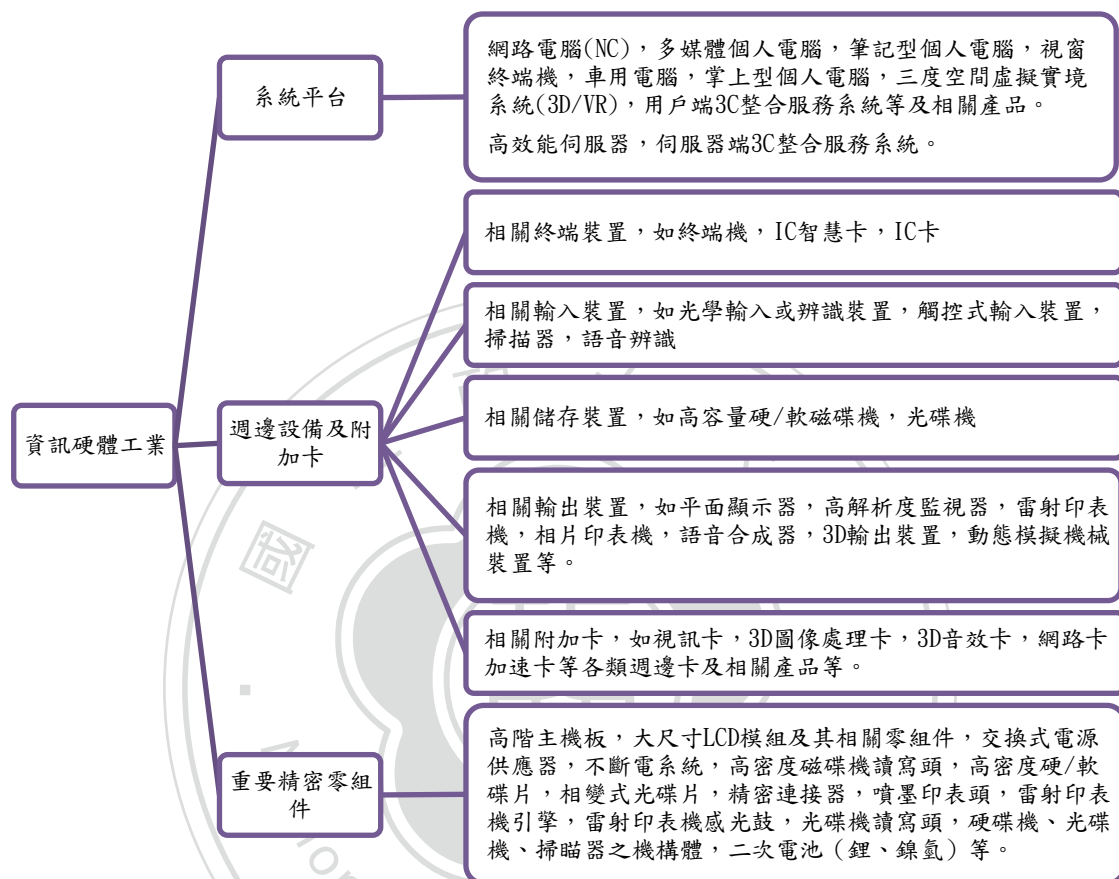 系統平台
網路電腦(NC)，多媒體個人電腦，筆記型個人電腦，視窗
終端機，車用電腦，掌上型個人電腦，三度空間虛擬實境
系統(3D/VR)，用戶端3C整合服務系統等及相關產品。
高效能伺服器，伺服器端3C整合服務系統。
相關終端裝置，如終端機，IC智慧卡，IC卡
相關輸入裝置，如光學輸入或辨識裝置，觸控式輸入裝置，
掃描器，語音辨識
資訊硬體工業
週邊設備及附
加卡
相關儲存裝置，如高容量硬/軟磁碟機，光碟機
相關輸出裝置，如平面顯示器，高解析度監視器，雷射印表
機，相片印表機，語音合成器，3D輸出裝置，動態模擬機械
裝置等。
相關附加卡，如視訊卡，3D圖像處理卡，3D音效卡，網路卡
加速卡等各類週邊卡及相關產品等。
重要精密零組
件
高階主機板，大尺寸LCD模組及其相關零組件，交換式電源
供應器，不斷電系統，高密度磁碟機讀寫頭，高密度硬/軟
碟片，相變式光碟片，精密連接器，噴墨印表頭，雷射印表
機引擎，雷射印表機感光鼓，光碟機讀寫頭，硬碟機、光碟
機、掃瞄器之機構體，二次電池（鋰、鎳氫）等。
國